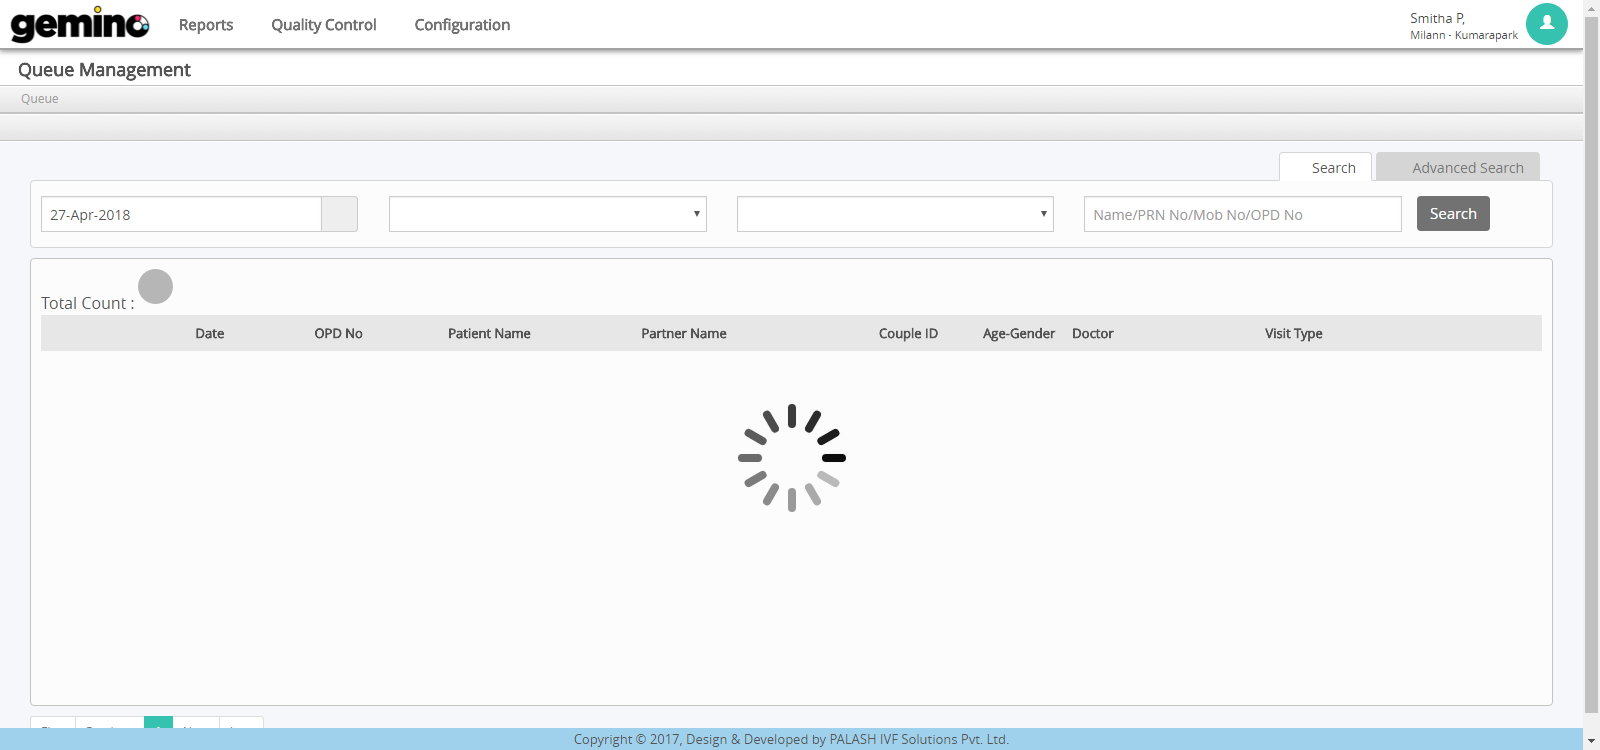 gemino Reports Quality Control Configuration
Smitha P,
Milann - Kumarapark
Queue Management
Queue
Search Advanced Search
27-Apr-2018 Name/PRN No/Mob No/OPD No Search
Total Count :
Date OPD No Patient Name Partner Name Couple ID Age-Gender Doctor Visit Type
Copyright © 2017, Design & Developed by PALASH IVF Solutions Pvt. Ltd.